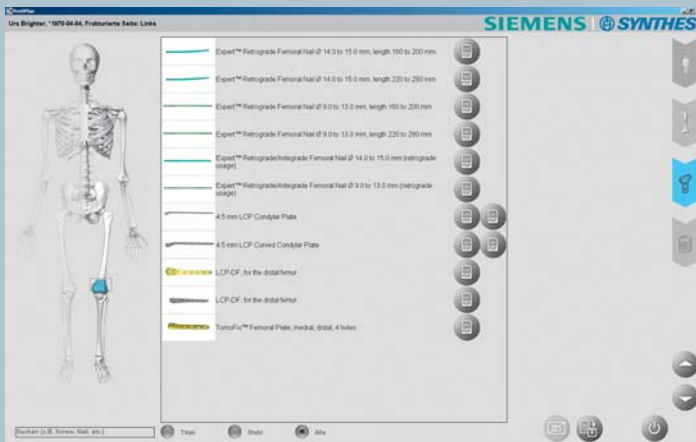 Urs Brighter, *1970-04-04, Frakturierte Seite: Links
SIEMENS SYNTHES
Expert™ Retrograde Femoral Nail Ø 14.0 to 15.0 mm, length 160 to 200 mm
Expert™ Retrograde Femoral Nail Ø 14.0 to 15.0 mm, length 220 to 280 mm
Expert™ Retrograde Femoral Nail Ø 9.0 to 13.0 mm, length 160 to 200 mm
Expert™ Retrograde Femoral Nail Ø 9.0 to 13.0 mm, length 220 to 280 mm
Expert™ Retrograde/Antegrade Femoral Nail Ø 14.0 to 15.0 mm (retrograde
usage)
Expert™ Retrograde/Antegrade Femoral Nail Ø 9.0 to 13.0 mm (retrograde
usage)
4.5 mm LCP Condylar Plate
4.5 mm LCP Curved Condylar Plate
LCP-DF, for the distal femur
LCP-DF, for the distal femur
TomoFix™ Femoral Plate, medial, distal, 4 holes
Suchen (z.B. Screw, Nail, etc.)
Titan
Stahl
Alle